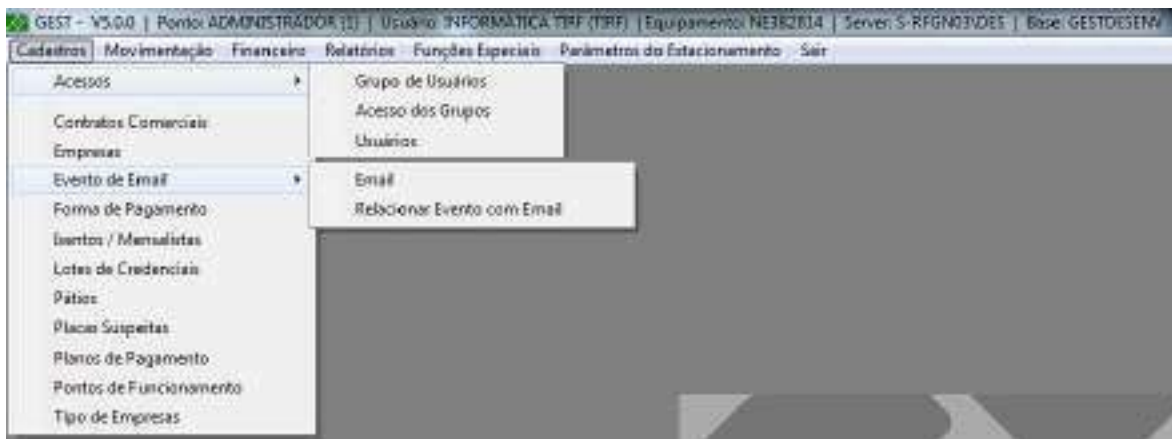 GEST - V5.0.0 | Ponto: ADMINISTRADOR (1) | Usuário: INFORMÁTICA TIRF (TIRF) | Equipamento: NE382814 | Server: S-RFGN03\DES | Base: GESTDESENV
Cadastros Movimentação Financeiro Relatórios Funções Especiais Parâmetros do Estacionamento Sair
Acessos
Grupo de Usuários
Acesso dos Grupos
Usuários
Contratos Comerciais
Empresas
Evento de Email
Email
Relacionar Evento com Email
Forma de Pagamento
Isentos / Mensalistas
Lotes de Credenciais
Pátios
Placas Suspeitas
Planos de Pagamento
Pontos de Funcionamento
Tipo de Empresas